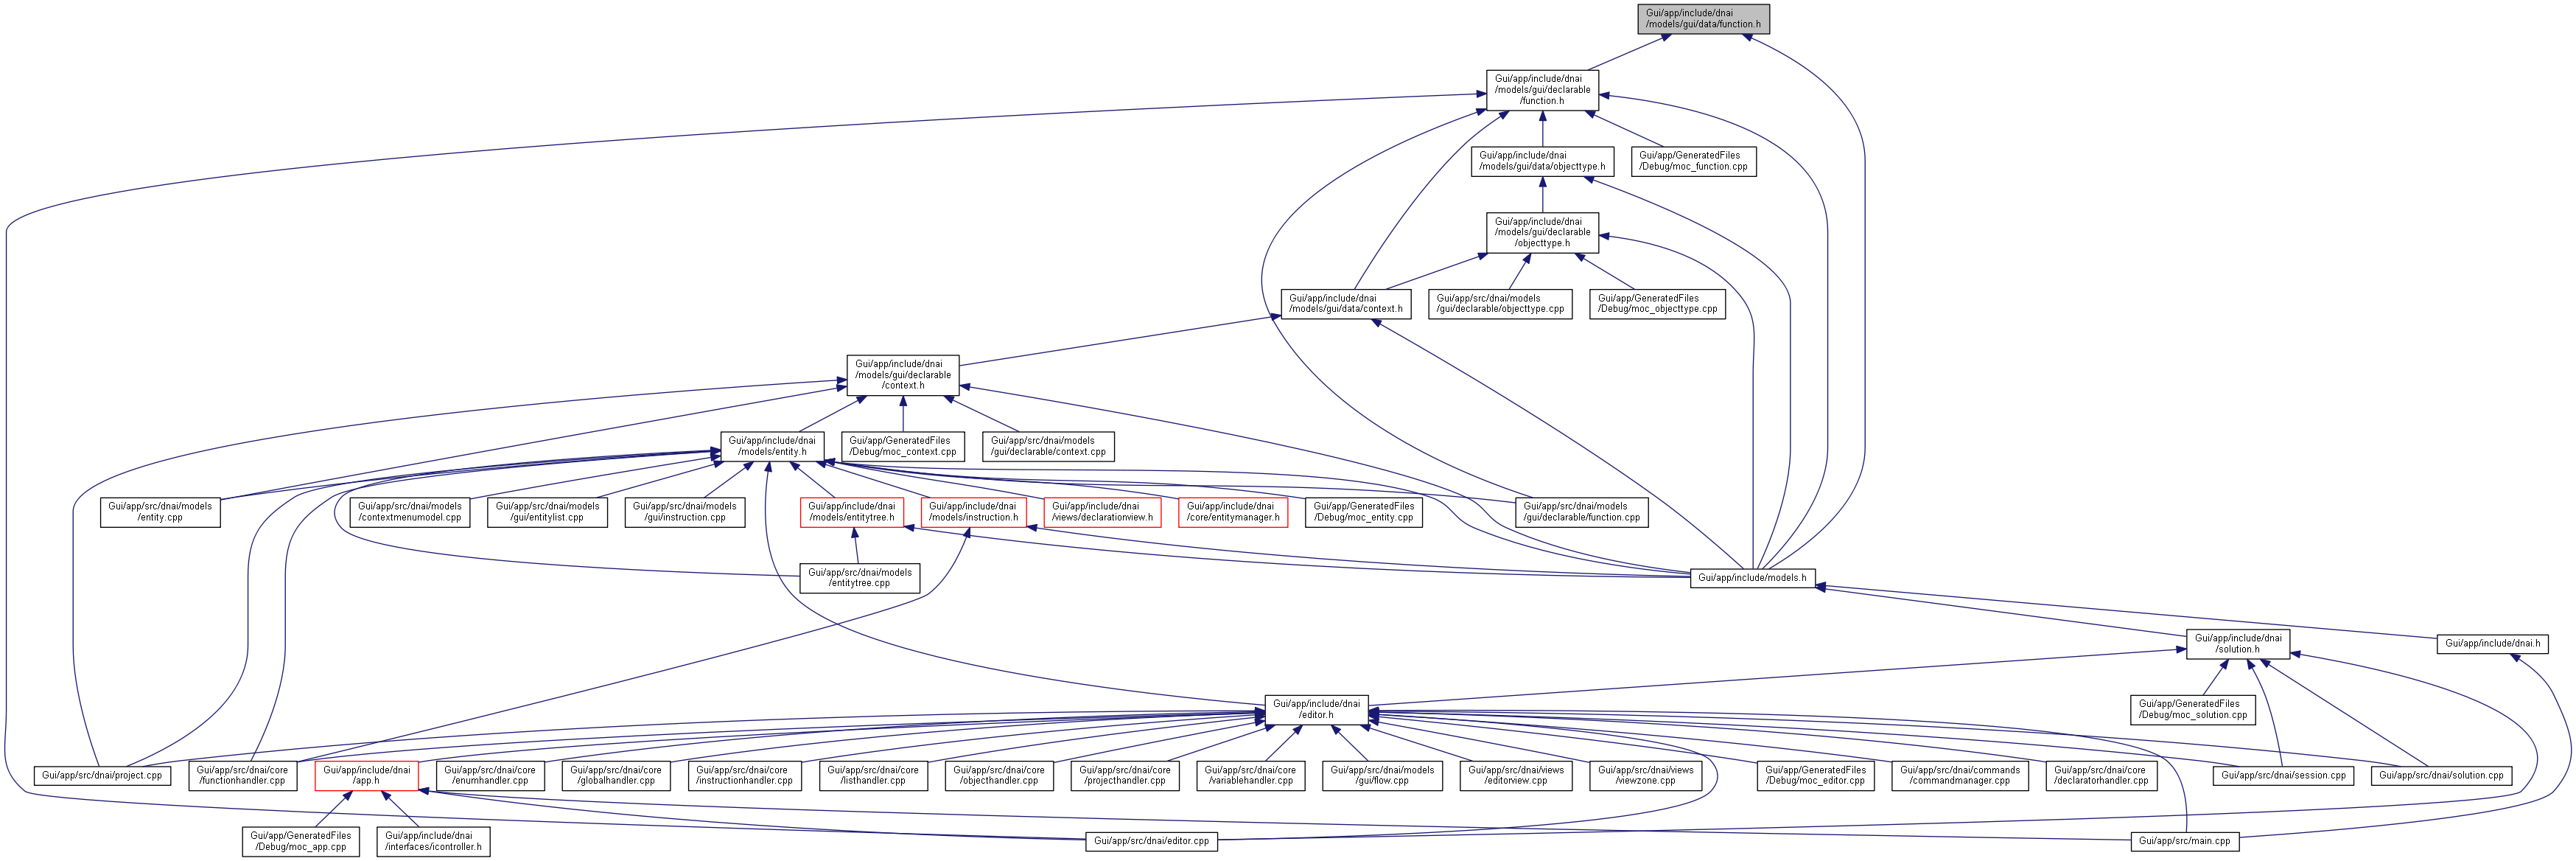 Gui/app/include/dnai
/models/gui/data/function.h
Gui/app/include/dnai
/models/gui/declarable
/function.h
Gui/app/include/dnai
/models/gui/data/objecttype.h
Gui/app/GeneratedFiles
/Debug/moc_function.cpp
Gui/app/include/dnai
/models/gui/declarable
/objecttype.h
Gui/app/include/dnai
/models/gui/data/context.h
Gui/app/src/dnai/models
/gui/declarable/objecttype.cpp
Gui/app/GeneratedFiles
/Debug/moc_objecttype.cpp
Gui/app/include/dnai
/models/gui/declarable
/context.h
Gui/app/include/dnai
/models/entity.h
Gui/app/GeneratedFiles
/Debug/moc_context.cpp
Gui/app/src/dnai/models
/gui/declarable/context.cpp
Gui/app/src/dnai/models
/entity.cpp
Gui/app/src/dnai/models
/contextmenumodel.cpp
Gui/app/src/dnai/models
/gui/entitylist.cpp
Gui/app/src/dnai/models
/gui/instruction.cpp
Gui/app/include/dnai
/models/entitytree.h
Gui/app/include/dnai
/models/instruction.h
Gui/app/include/dnai
/views/declarationview.h
Gui/app/include/dnai
/core/entitymanager.h
Gui/app/GeneratedFiles
/Debug/moc_entity.cpp
Gui/app/src/dnai/models
/gui/declarable/function.cpp
Gui/app/src/dnai/models
/entitytree.cpp
Gui/app/include/models.h
Gui/app/include/dnai
/solution.h
Gui/app/include/dnai.h
Gui/app/include/dnai
/editor.h
Gui/app/GeneratedFiles
/Debug/moc_solution.cpp
Gui/app/src/dnai/project.cpp
Gui/app/src/dnai/core
/functionhandler.cpp
Gui/app/include/dnai
/app.h
Gui/app/src/dnai/core
/enumhandler.cpp
Gui/app/src/dnai/core
/globalhandler.cpp
Gui/app/src/dnai/core
/instructionhandler.cpp
Gui/app/src/dnai/core
/listhandler.cpp
Gui/app/src/dnai/core
/objecthandler.cpp
Gui/app/src/dnai/core
/projecthandler.cpp
Gui/app/src/dnai/core
/variablehandler.cpp
Gui/app/src/dnai/models
/gui/flow.cpp
Gui/app/src/dnai/views
/editorview.cpp
Gui/app/src/dnai/views
/viewzone.cpp
Gui/app/GeneratedFiles
/Debug/moc_editor.cpp
Gui/app/src/dnai/commands
/commandmanager.cpp
Gui/app/src/dnai/core
/declaratorhandler.cpp
Gui/app/src/dnai/session.cpp
Gui/app/src/dnai/solution.cpp
Gui/app/GeneratedFiles
/Debug/moc_app.cpp
Gui/app/include/dnai
/interfaces/icontroller.h
Gui/app/src/dnai/editor.cpp
Gui/app/src/main.cpp